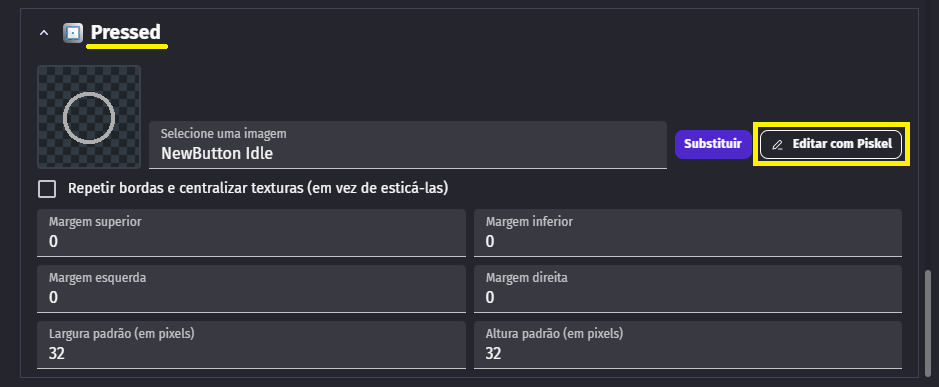 Pressed
Selecione uma imagem
NewButton Idle
Substituir
Editar com Piskel
Repetir bordas e centralizar texturas (em vez de esticá-las)
Margem superior
0
Margem inferior
0
Margem esquerda
0
Margem direita
0
Largura padrão (em pixels)
32
Altura padrão (em pixels)
32